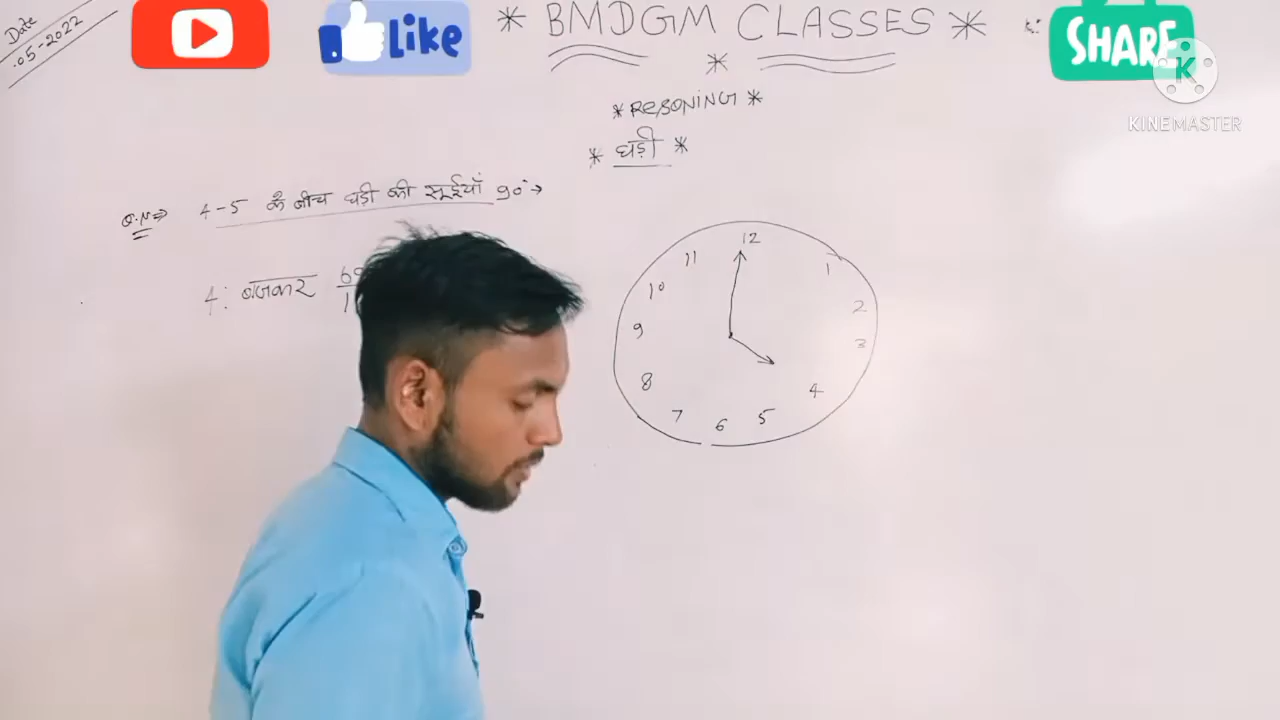 Date
.05-2022
Like
* BMDGM CLASSES *
*
SHARE
K
KINEMASTER
* RESONING *
* घड़ी *
Q.N⇒ 4-5 के बीच घड़ी की सूईयाँ 90°→
4: बजकर
12
11
1
10
2
9
3
8
4
7
5
6